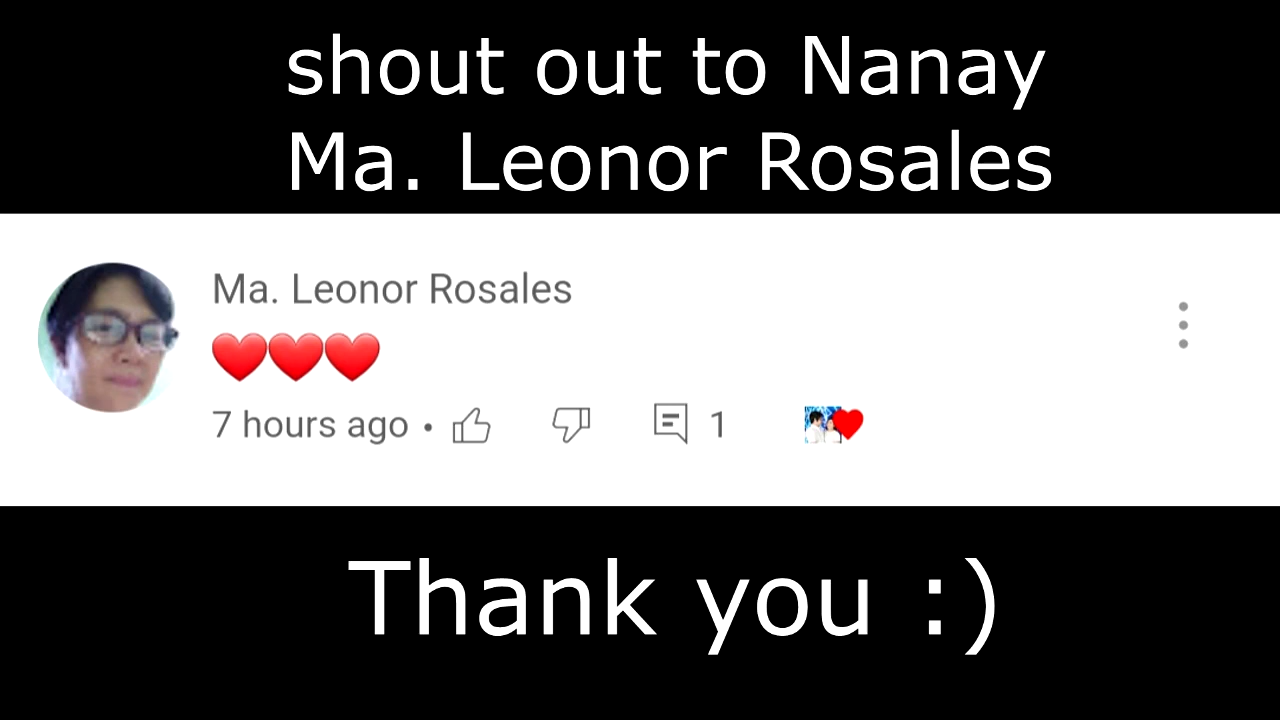 shout out to Nanay
Ma. Leonor Rosales
Ma. Leonor Rosales
❤️❤️❤️
7 hours ago • 1
Thank you :)